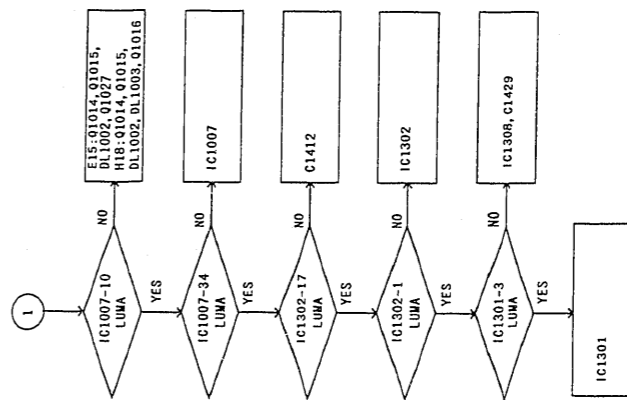 1
IC1007-10
LUMA
NO
E15:Q1014, Q1015,
DL1002, Q1027
H18:Q1014, Q1015,
DL1002, DL1003, Q1016
YES
IC1007-34
LUMA
NO
IC1007
YES
IC1302-17
LUMA
NO
C1412
YES
IC1302-1
LUMA
NO
IC1302
YES
IC1301-3
LUMA
NO
IC1308, C1429
YES
IC1301